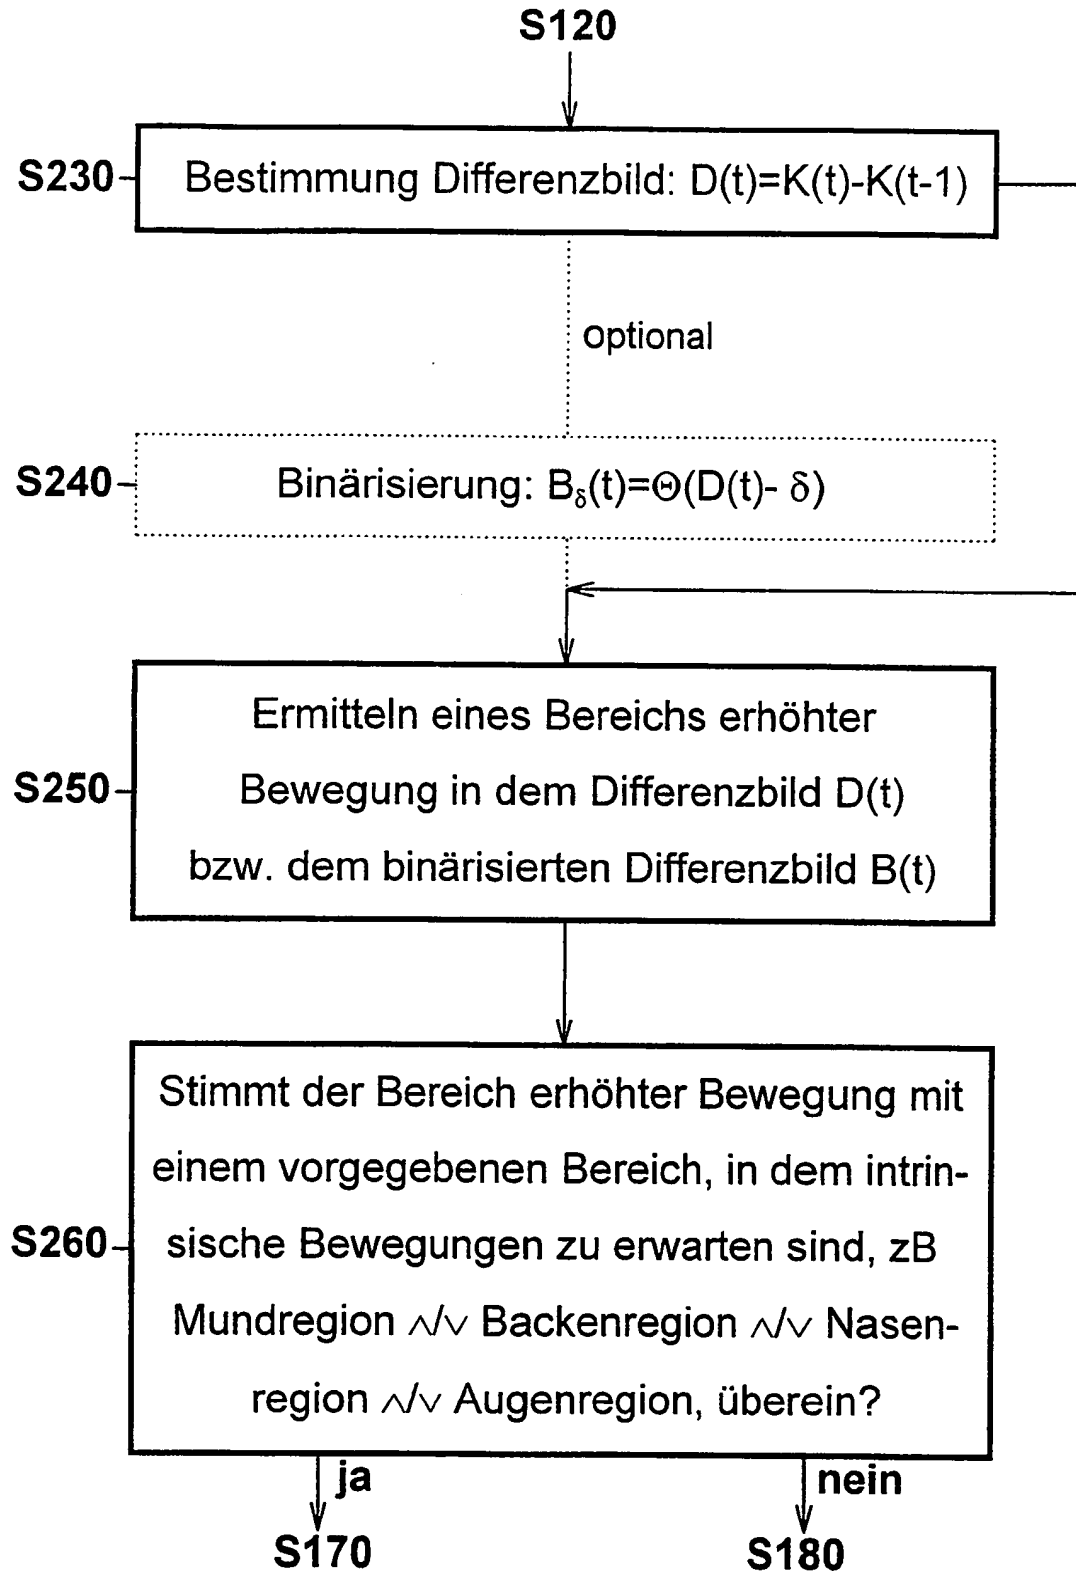 S120
S230
Bestimmung Differenzbild: D(t)=K(t)-K(t-1)
optional
S240
Binärisierung: Bδ(t)=Θ(D(t)- δ)
Ermitteln eines Bereichs erhöhter
S250
Bewegung in dem Differenzbild D(t)
bzw. dem binärisierten Differenzbild B(t)
Stimmt der Bereich erhöhter Bewegung mit
einem vorgegebenen Bereich, in dem intrin-
S260
sische Bewegungen zu erwarten sind, zB
Mundregion ∧/∨ Backenregion ∧/∨ Nasen-
region ∧/∨ Augenregion, überein?
ja
nein
S170
S180